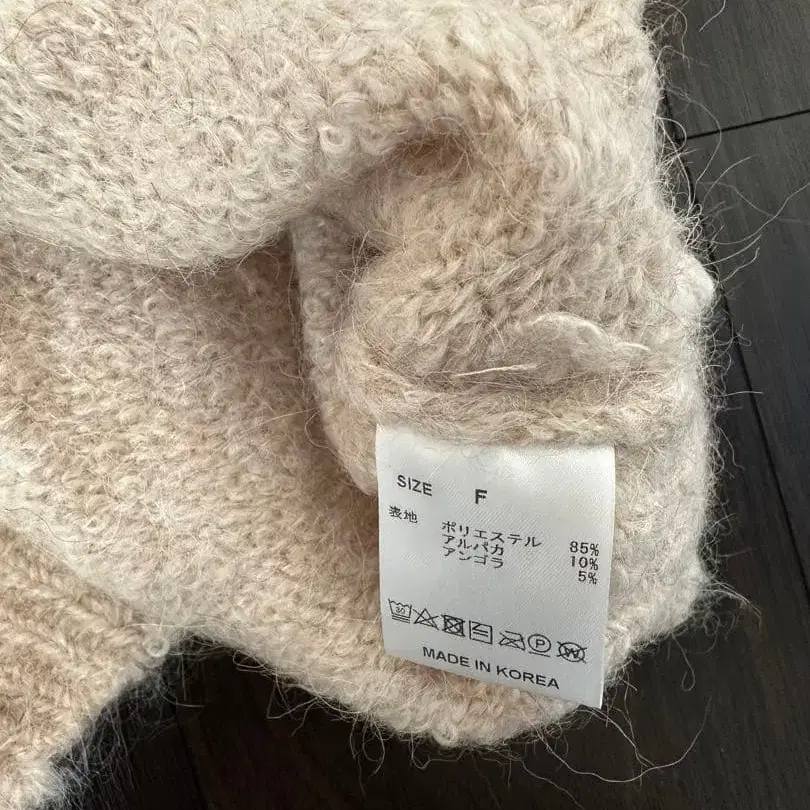 SIZE F
表地 ポリエステル 85%
アルパカ 10%
アンゴラ 5%
30 P W
MADE IN KOREA